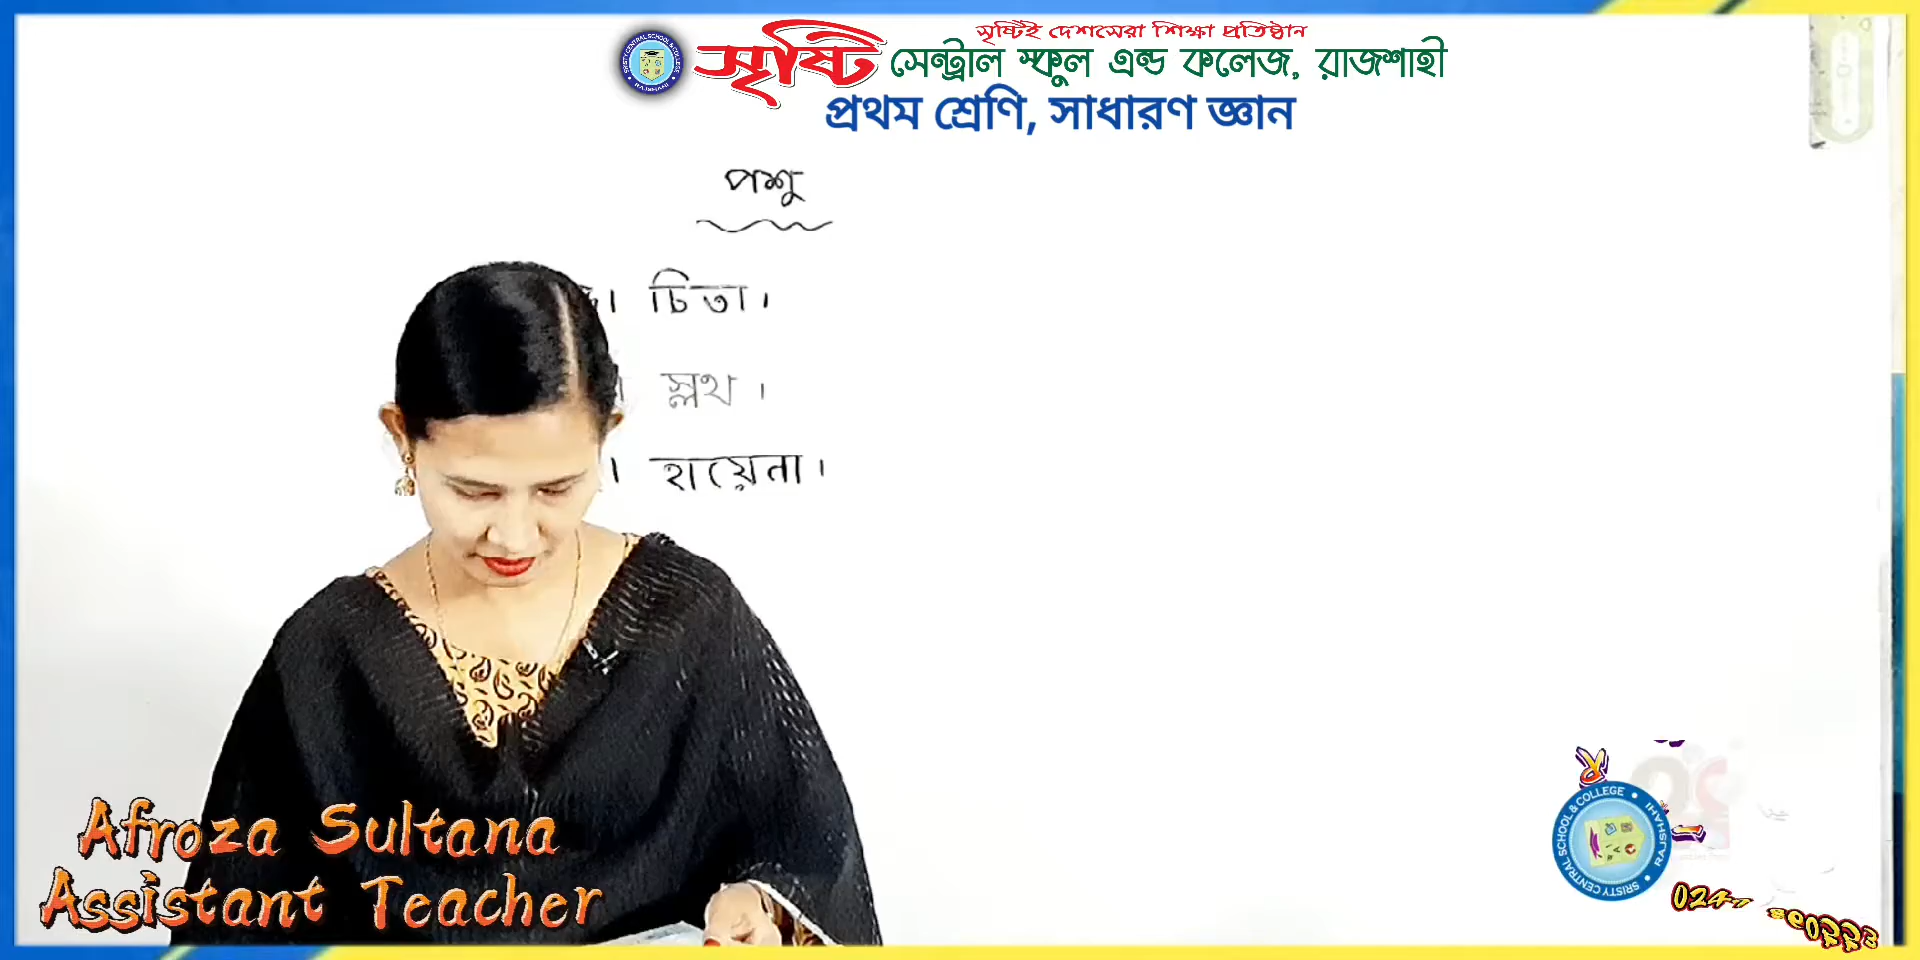 সৃষ্টিই দেশসেরা শিক্ষা প্রতিষ্ঠান
সৃষ্টি সেন্ট্রাল স্কুল এন্ড কলেজ, রাজশাহী
প্রথম শ্রেণি, সাধারণ জ্ঞান
পশু
। চিতা।
। স্লথ।
। হায়েনা।
Afroza Sultana
Assistant Teacher
SRISTY CENTRAL SCHOOL & COLLEGE
RAJSHAHI